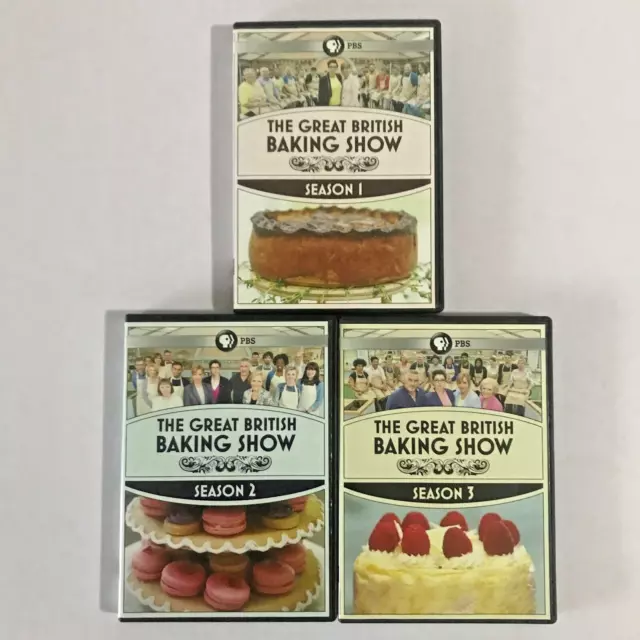 PBS
THE GREAT BRITISH
BAKING SHOW
SEASON 1
PBS
THE GREAT BRITISH
BAKING SHOW
SEASON 2
PBS
THE GREAT BRITISH
BAKING SHOW
SEASON 3